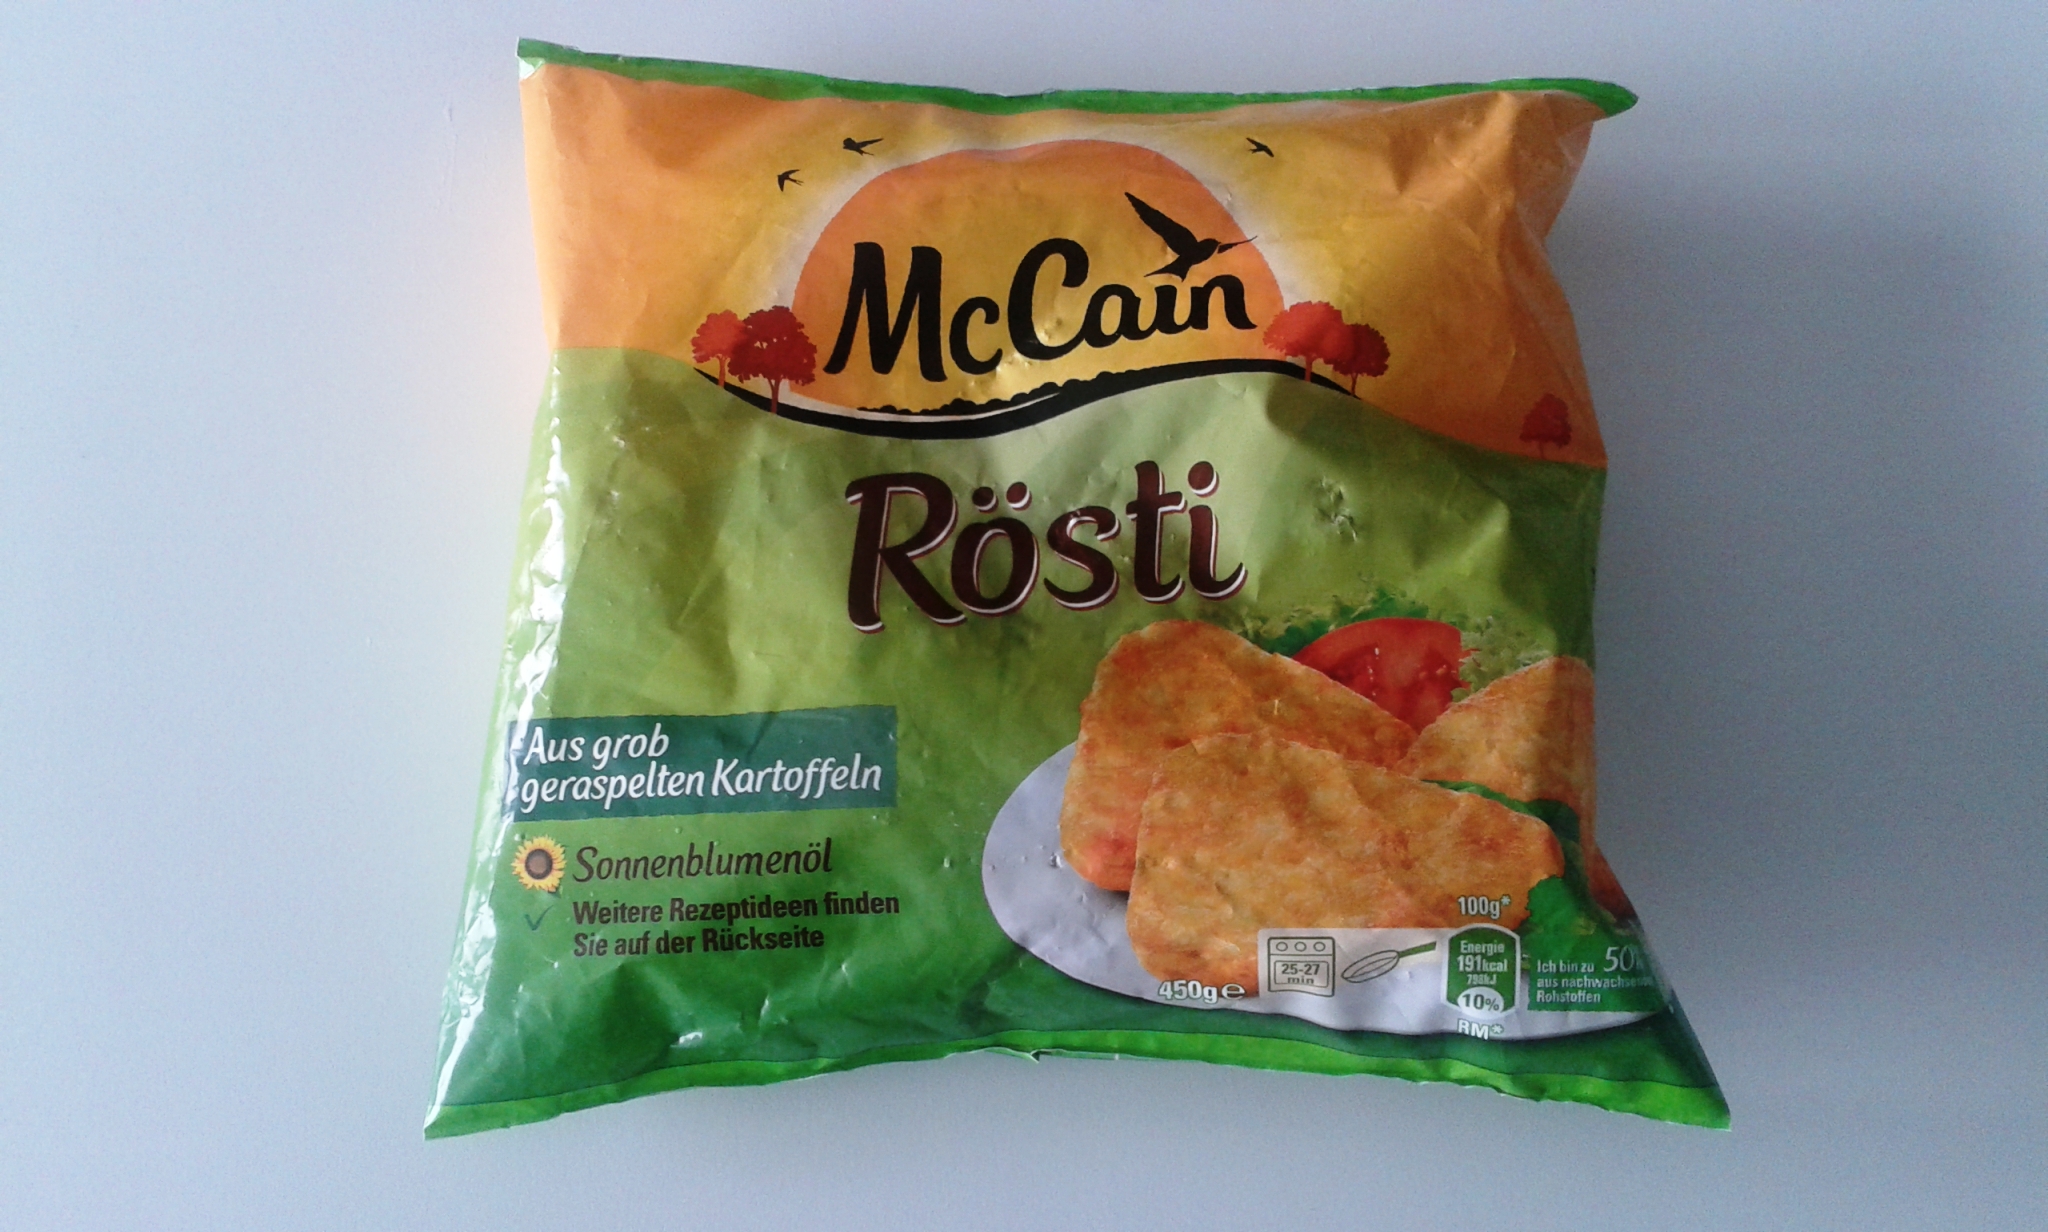 McCain
Rösti
Aus grob
geraspelten Kartoffeln
Sonnenblumenöl
Weitere Rezeptideen finden
Sie auf der Rückseite
450g e
25-27
min
100g*
Energie
191kcal
798kJ
10%
RM*
Ich bin zu 50%
aus nachwachsenden
Rohstoffen